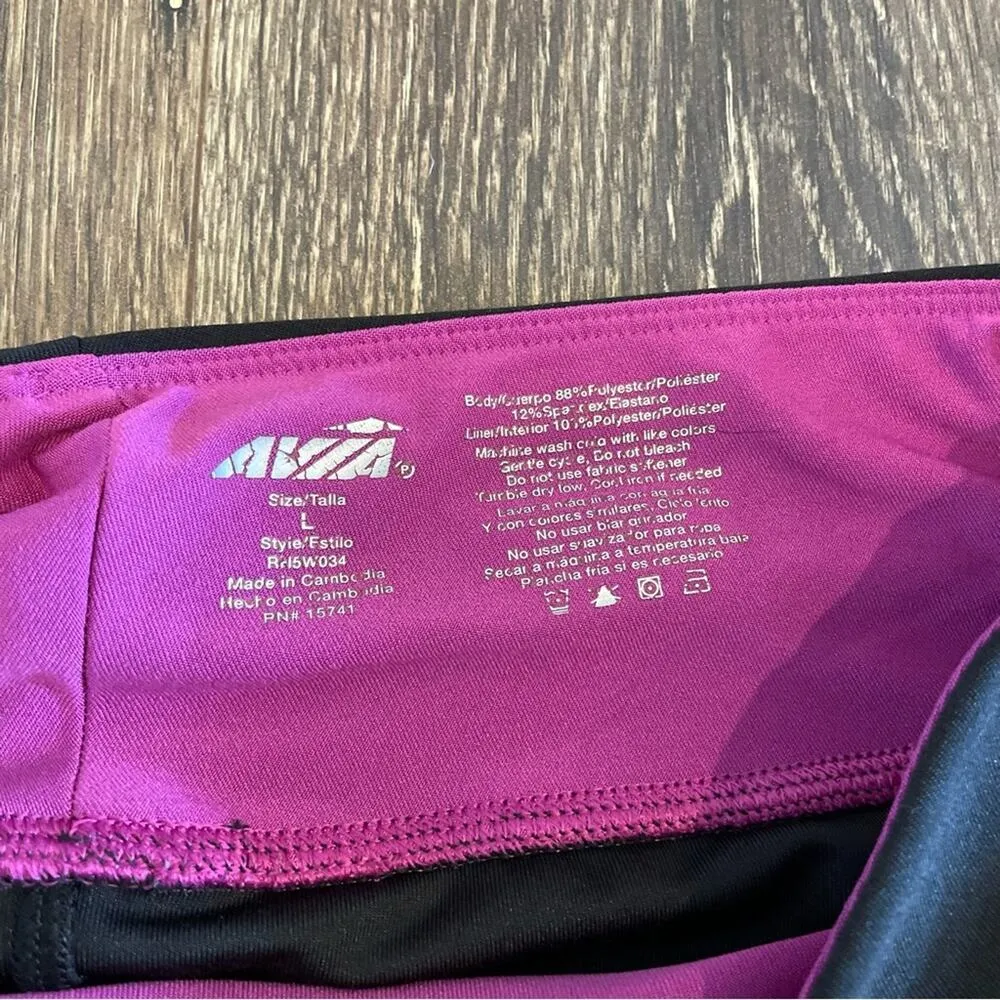 AVIA
Size/Talla
L
Style/Estilo
Made in Cambodia
Hecho en Cambodia
PN# 15741
Body/Cuerpo 88%Polyester/Poliéster
12%Spandex/Elastano
Liner/Interior 100%Polyester/Poliéster
Machine wash cold with like colors
Gentle cycle, Do not bleach
Do not use fabric softener
Tumble dry low, Cool iron if needed
Lavar a máquina con agua fría
Y con colores similares, Ciclo lento
No usar blanqueador
No usar suavizador para ropa
Secar a máquina a temperatura baja
Plancha fría si es necesario